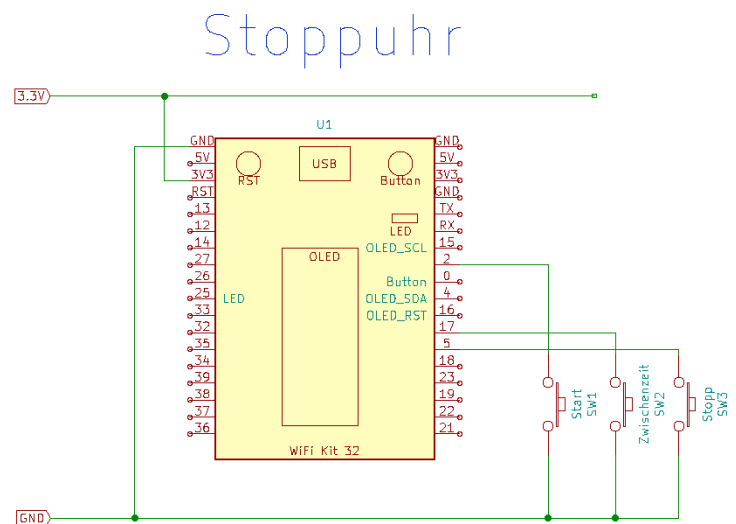 Stoppuhr
3.3V
U1
GND
5V
3V3
RST
13
12
14
27
26
25
33
32
35
34
39
38
37
36
RST
USB
Button
LED
OLED
LED
OLED_SCL
Button
OLED_SDA
OLED_RST
WiFi Kit 32
GND
5V
3V3
GND
TX
RX
15
2
0
4
16
17
5
18
23
19
22
21
Start
SW1
Zwischenzeit
SW2
Stopp
SW3
GND